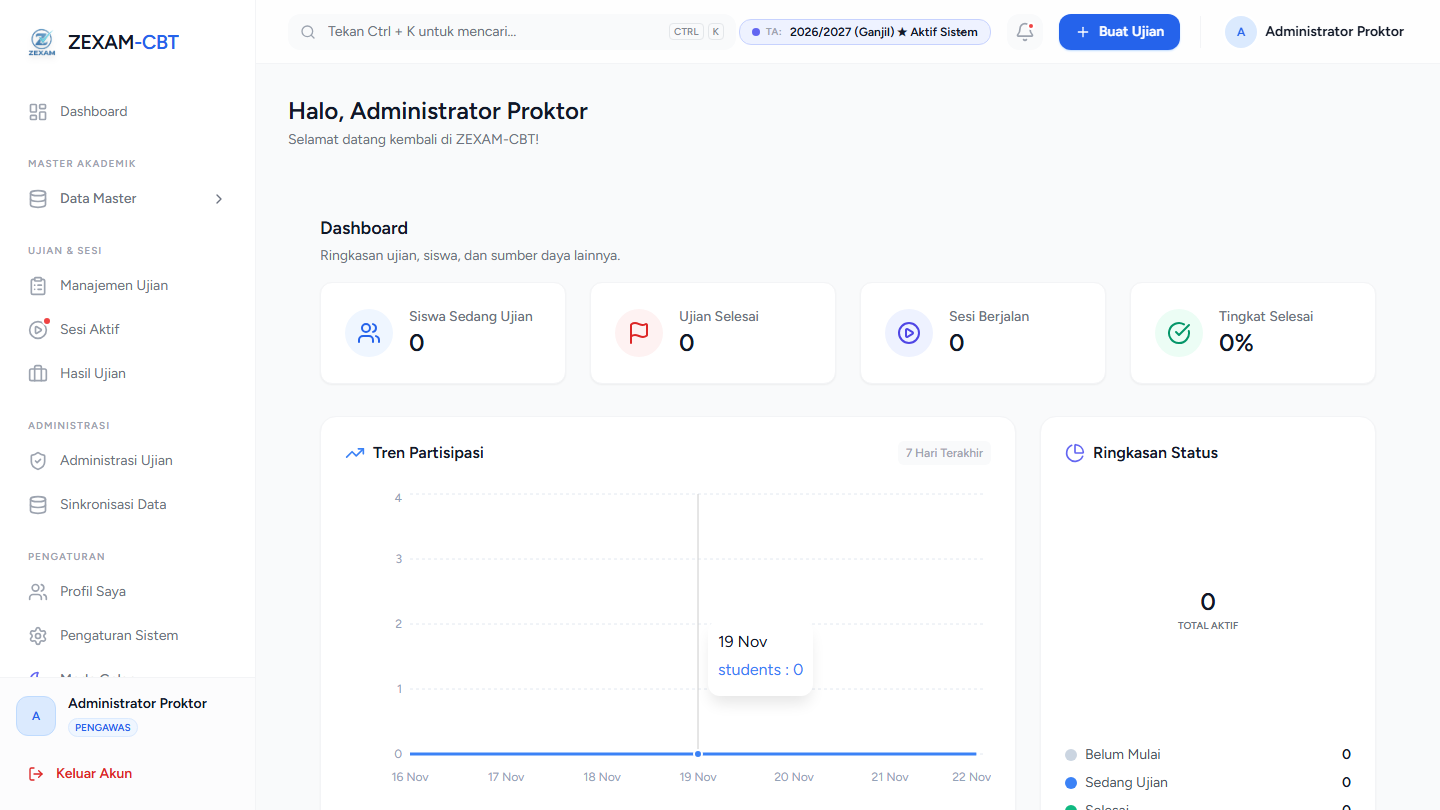 ZEXAM
ZEXAM-CBT
Tekan Ctrl + K untuk mencari...
CTRL K
TA: 2026/2027 (Ganjil) ★ Aktif Sistem
Buat Ujian
A
Administrator Proktor
Dashboard
MASTER AKADEMIK
Data Master
UJIAN & SESI
Manajemen Ujian
Sesi Aktif
Hasil Ujian
ADMINISTRASI
Administrasi Ujian
Sinkronisasi Data
PENGATURAN
Profil Saya
Pengaturan Sistem
A
Administrator Proktor
PENGAWAS
Keluar Akun
Halo, Administrator Proktor
Selamat datang kembali di ZEXAM-CBT!
Dashboard
Ringkasan ujian, siswa, dan sumber daya lainnya.
Siswa Sedang Ujian
0
Ujian Selesai
0
Sesi Berjalan
0
Tingkat Selesai
0%
Tren Partisipasi
7 Hari Terakhir
4
3
2
1
0
19 Nov
students : 0
16 Nov 17 Nov 18 Nov 19 Nov 20 Nov 21 Nov 22 Nov
Ringkasan Status
0
TOTAL AKTIF
Belum Mulai 0
Sedang Ujian 0
Selesai 0